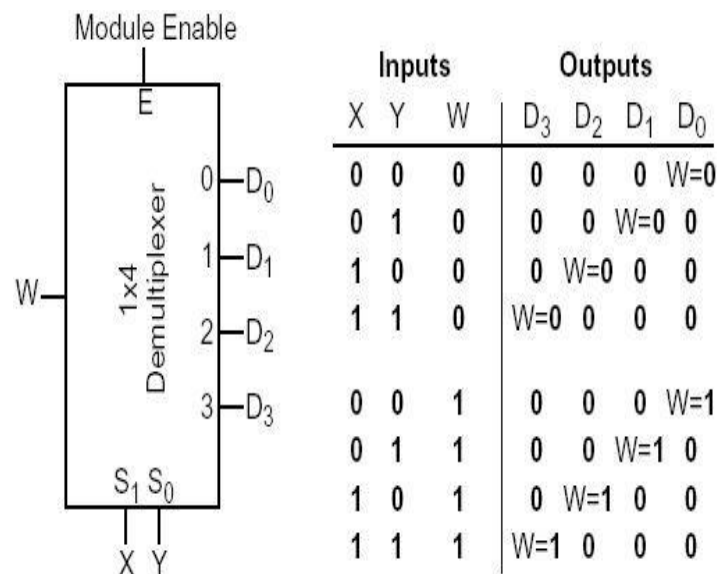 Module Enable
E
0 D0
1 D1
2 D2
3 D3
W
1x4
Demultiplexer
S1 S0
X Y
Inputs Outputs
X Y W D3 D2 D1 D0
0 0 0 0 0 0 W=0
0 1 0 0 0 W=0 0
1 0 0 0 W=0 0 0
1 1 0 W=0 0 0 0
0 0 1 0 0 0 W=1
0 1 1 0 0 W=1 0
1 0 1 0 W=1 0 0
1 1 1 W=1 0 0 0